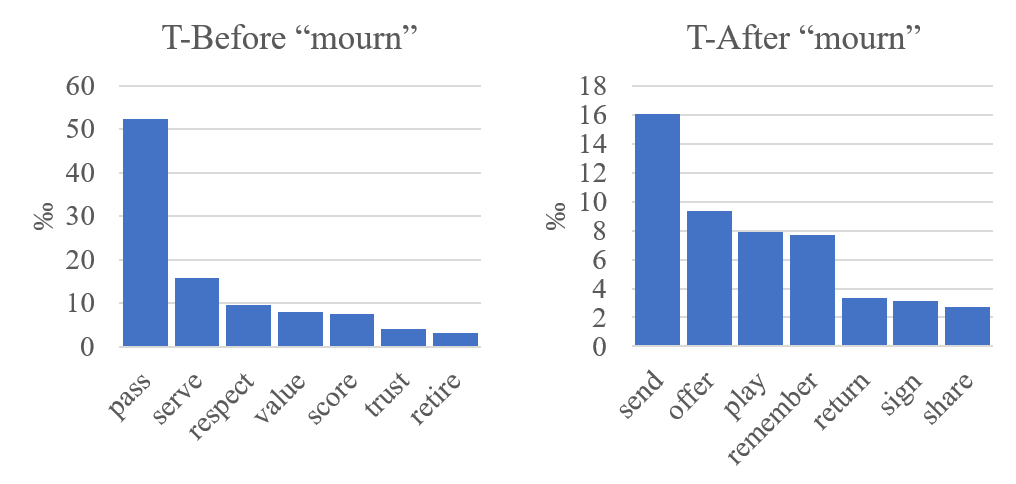 T-Before “mourn”
60
50
40
30
20
10
0
‰
pass
serve
respect
value
score
trust
retire
T-After “mourn”
18
16
14
12
10
8
6
4
2
0
‰
send
offer
play
remember
return
sign
share